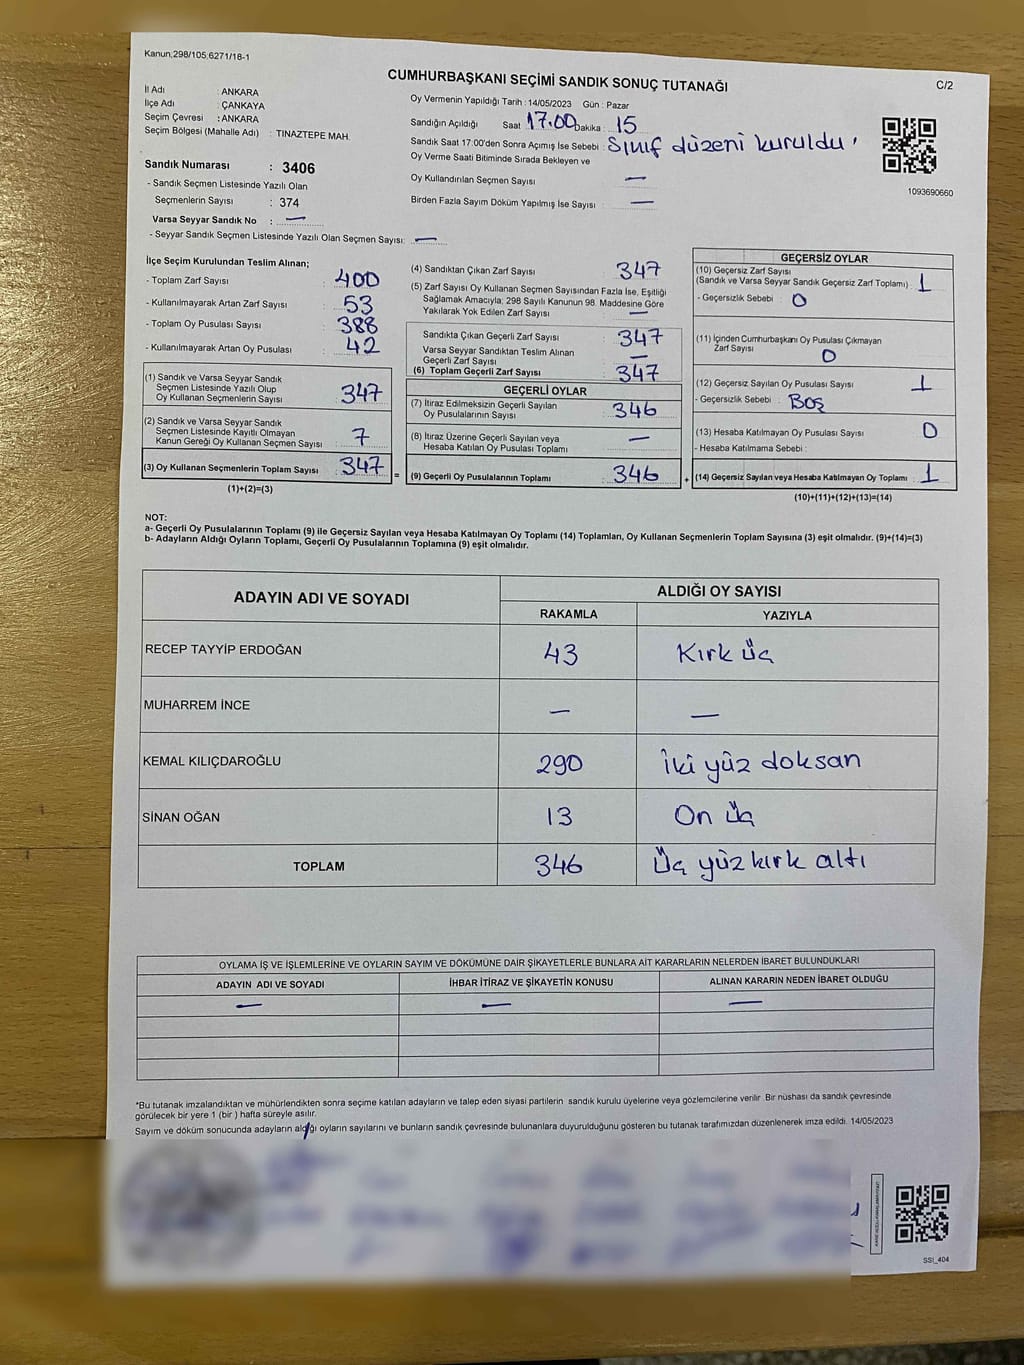 Kanun;298/105;6271/18-1
CUMHURBAŞKANI SEÇİMİ SANDIK SONUÇ TUTANAĞI
C/2
İl Adı : ANKARA
İlçe Adı : ÇANKAYA
Seçim Çevresi : ANKARA
Seçim Bölgesi (Mahalle Adı) : TINAZTEPE MAH.
Sandık Numarası : 3406
- Sandık Seçmen Listesinde Yazılı Olan
Seçmenlerin Sayısı : 374
Varsa Seyyar Sandık No : —
- Seyyar Sandık Seçmen Listesinde Yazılı Olan Seçmen Sayısı: —
Oy Vermenin Yapıldığı Tarih : 14/05/2023 Gün : Pazar
Sandığın Açıldığı Saat 17.00 Dakika : 15
Sandık Saat 17:00'den Sonra Açımış İse Sebebi : Sınıf düzeni kuruldu.
Oy Verme Saati Bitiminde Sırada Bekleyen ve
Oy Kullandırılan Seçmen Sayısı —
Birden Fazla Sayım Döküm Yapılmış İse Sayısı : —
1093690660
İlçe Seçim Kurulundan Teslim Alınan;
- Toplam Zarf Sayısı : 400
- Kullanılmayarak Artan Zarf Sayısı : 53
- Toplam Oy Pusulası Sayısı : 388
- Kullanılmayarak Artan Oy Pusulası : 42
(1) Sandık ve Varsa Seyyar Sandık
Seçmen Listesinde Yazılı Olup
Oy Kullanan Seçmenlerin Sayısı : 347
(2) Sandık ve Varsa Seyyar Sandık
Seçmen Listesinde Kayıtlı Olmayan
Kanun Gereği Oy Kullanan Seçmen Sayısı : 7
(3) Oy Kullanan Seçmenlerin Toplam Sayısı : 347 =
(1)+(2)=(3)
(4) Sandıktan Çıkan Zarf Sayısı : 347
(5) Zarf Sayısı Oy Kullanan Seçmen Sayısından Fazla İse, Eşitliği
Sağlamak Amacıyla; 298 Sayılı Kanunun 98. Maddesine Göre
Yakılarak Yok Edilen Zarf Sayısı : —
Sandıkta Çıkan Geçerli Zarf Sayısı : 347
Varsa Seyyar Sandıktan Teslim Alınan
Geçerli Zarf Sayısı : —
(6) Toplam Geçerli Zarf Sayısı : 347
GEÇERLİ OYLAR
(7) İtiraz Edilmeksizin Geçerli Sayılan
Oy Pusulalarının Sayısı : 346
(8) İtiraz Üzerine Geçerli Sayılan veya
Hesaba Katılan Oy Pusulası Toplamı : —
(9) Geçerli Oy Pusulalarının Toplamı : 346 +
GEÇERSİZ OYLAR
(10) Geçersiz Zarf Sayısı
(Sandık ve Varsa Seyyar Sandık Geçersiz Zarf Toplamı) : 1
- Geçersizlik Sebebi : 0
(11) İçinden Cumhurbaşkanı Oy Pusulası Çıkmayan
Zarf Sayısı 0
(12) Geçersiz Sayılan Oy Pusulası Sayısı : 1
- Geçersizlik Sebebi : Boş
(13) Hesaba Katılmayan Oy Pusulası Sayısı : 0
- Hesaba Katılmama Sebebi :
(14) Geçersiz Sayılan veya Hesaba Katılmayan Oy Toplamı : 1
(10)+(11)+(12)+(13)=(14)
NOT:
a- Geçerli Oy Pusulalarının Toplamı (9) ile Geçersiz Sayılan veya Hesaba Katılmayan Oy Toplamı (14) Toplamları, Oy Kullanan Seçmenlerin Toplam Sayısına (3) eşit olmalıdır. (9)+(14)=(3)
b- Adayların Aldığı Oyların Toplamı, Geçerli Oy Pusulalarının Toplamına (9) eşit olmalıdır.
ADAYIN ADI VE SOYADI ALDIĞI OY SAYISI
RAKAMLA YAZIYLA
RECEP TAYYİP ERDOĞAN 43 Kırk üç
MUHARREM İNCE — —
KEMAL KILIÇDAROĞLU 290 İki yüz doksan
SİNAN OĞAN 13 On üç
TOPLAM 346 Üç yüz kırk altı
OYLAMA İŞ VE İŞLEMLERİNE VE OYLARIN SAYIM VE DÖKÜMÜNE DAİR ŞİKAYETLERLE BUNLARA AİT KARARLARIN NELERDEN İBARET BULUNDUKLARI
ADAYIN ADI VE SOYADI İHBAR İTİRAZ VE ŞİKAYETİN KONUSU ALINAN KARARIN NEDEN İBARET OLDUĞU
— — —
*Bu tutanak imzalandıktan ve mühürlendikten sonra seçime katılan adayların ve talep eden siyasi partilerin sandık kurulu üyelerine veya gözlemcilerine verilir. Bir nüshası da sandık çevresinde
görülecek bir yere 1 (bir ) hafta süreyle asılır.
Sayım ve döküm sonucunda adayların aldığı oyların sayılarını ve bunların sandık çevresinde bulunanlara duyurulduğunu gösteren bu tutanak tarafımızdan düzenlenerek imza edildi. 14/05/2023
SSI_404